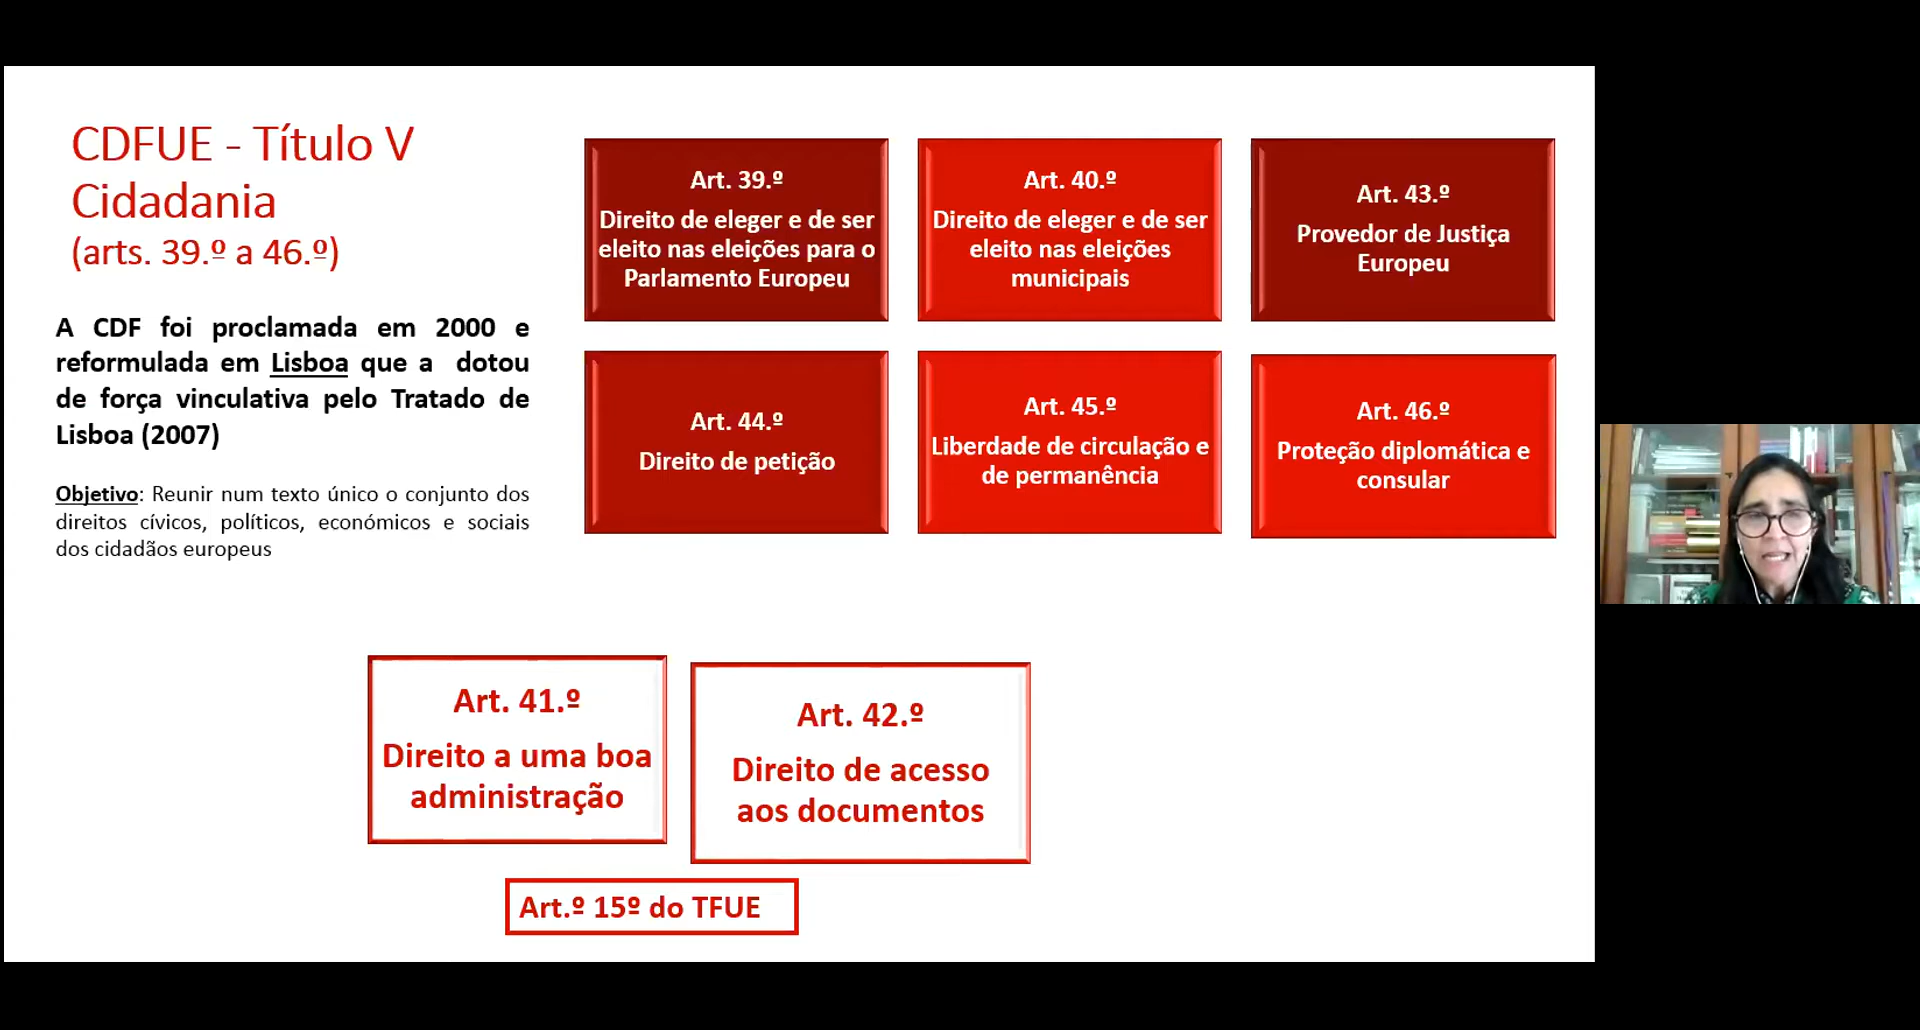 CDFUE - Título V
Cidadania
(arts. 39.º a 46.º)
A CDF foi proclamada em 2000 e
reformulada em Lisboa que a dotou
de força vinculativa pelo Tratado de
Lisboa (2007)
Objetivo: Reunir num texto único o conjunto dos
direitos cívicos, políticos, económicos e sociais
dos cidadãos europeus
Art. 39.º
Direito de eleger e de ser
eleito nas eleições para o
Parlamento Europeu
Art. 40.º
Direito de eleger e de ser
eleito nas eleições
municipais
Art. 43.º
Provedor de Justiça
Europeu
Art. 44.º
Direito de petição
Art. 45.º
Liberdade de circulação e
de permanência
Art. 46.º
Proteção diplomática e
consular
Art. 41.º
Direito a uma boa
administração
Art. 42.º
Direito de acesso
aos documentos
Art.º 15º do TFUE